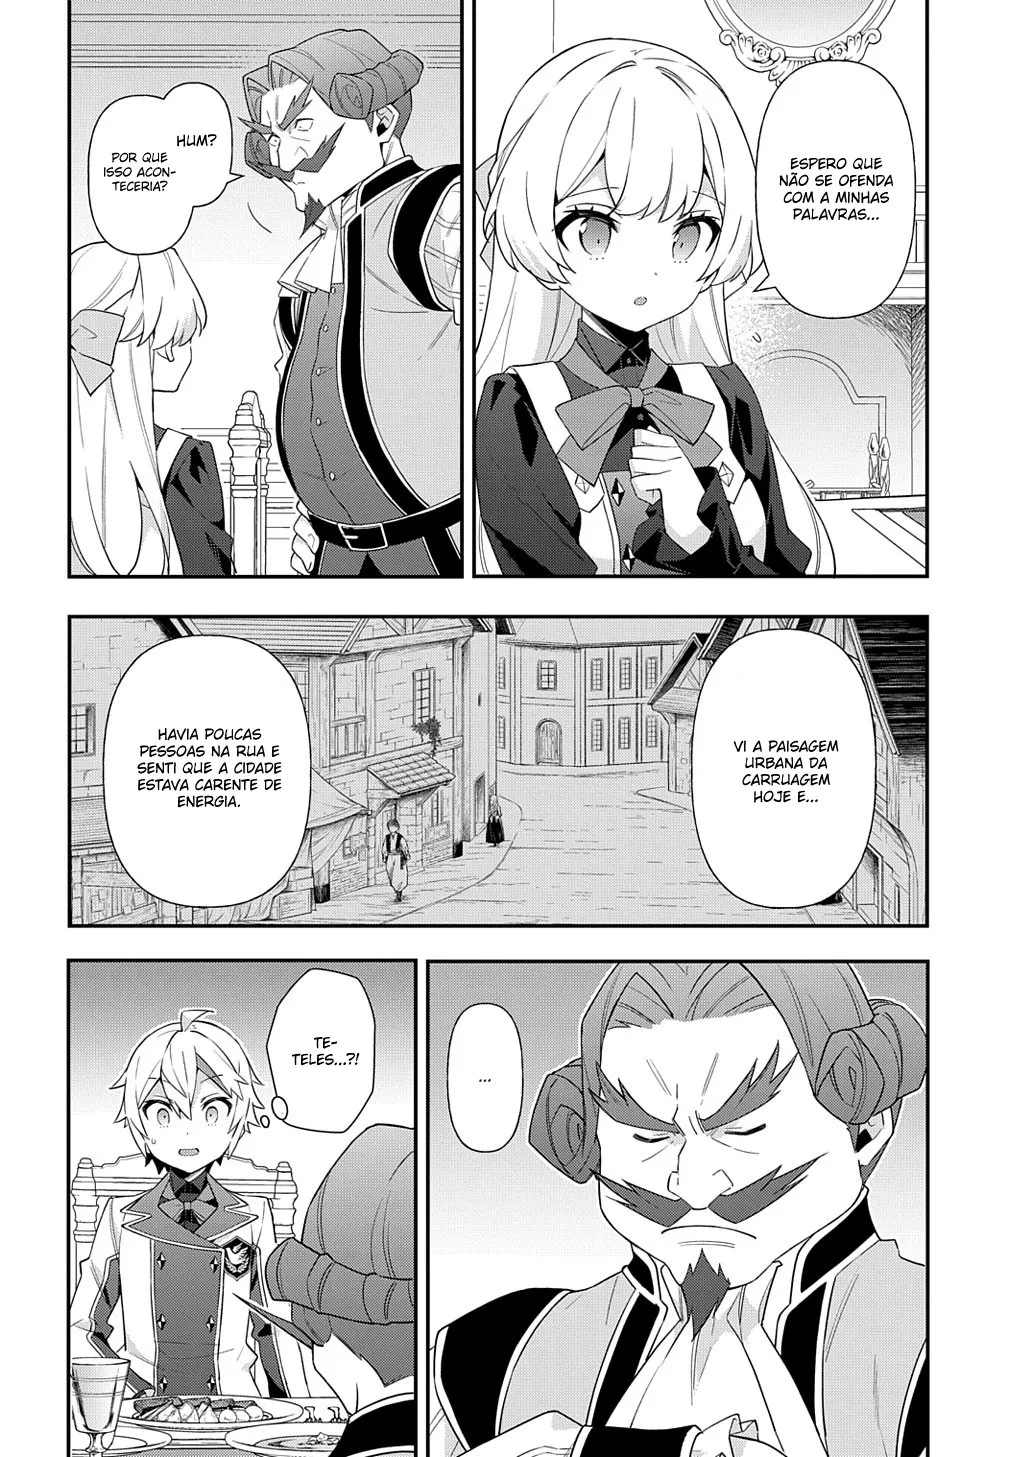 ESPERO QUE
NÃO SE OFENDA
COM A MINHAS
PALAVRAS...
HUM?
POR QUE
ISSO ACON-
TECERIA?
VI A PAISAGEM
URBANA DA
CARRUAGEM
HOJE E...
HAVIA POUCAS
PESSOAS NA RUA E
SENTI QUE A CIDADE
ESTAVA CARENTE DE
ENERGIA.
...
TE-
TELES...?!